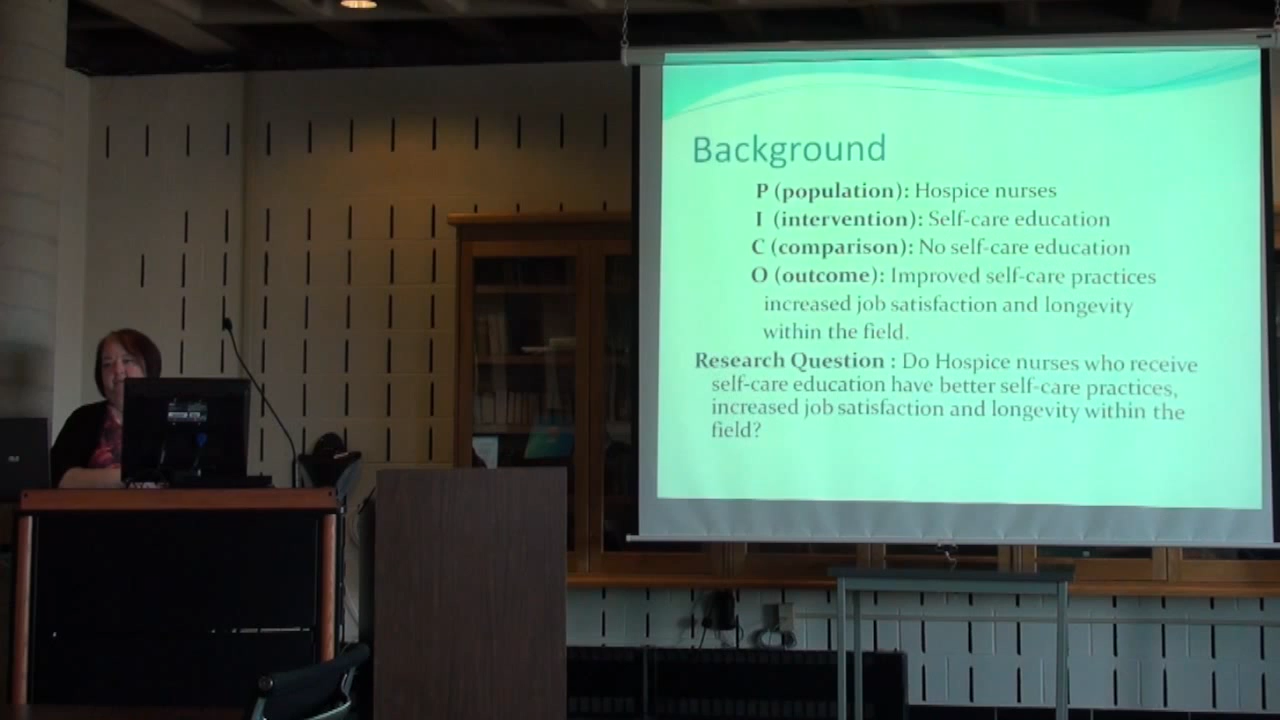 Background
P (population): Hospice nurses
I (intervention): Self-care education
C (comparison): No self-care education
O (outcome): Improved self-care practices
increased job satisfaction and longevity
within the field.
Research Question : Do Hospice nurses who receive
self-care education have better self-care practices,
increased job satisfaction and longevity within the
field?